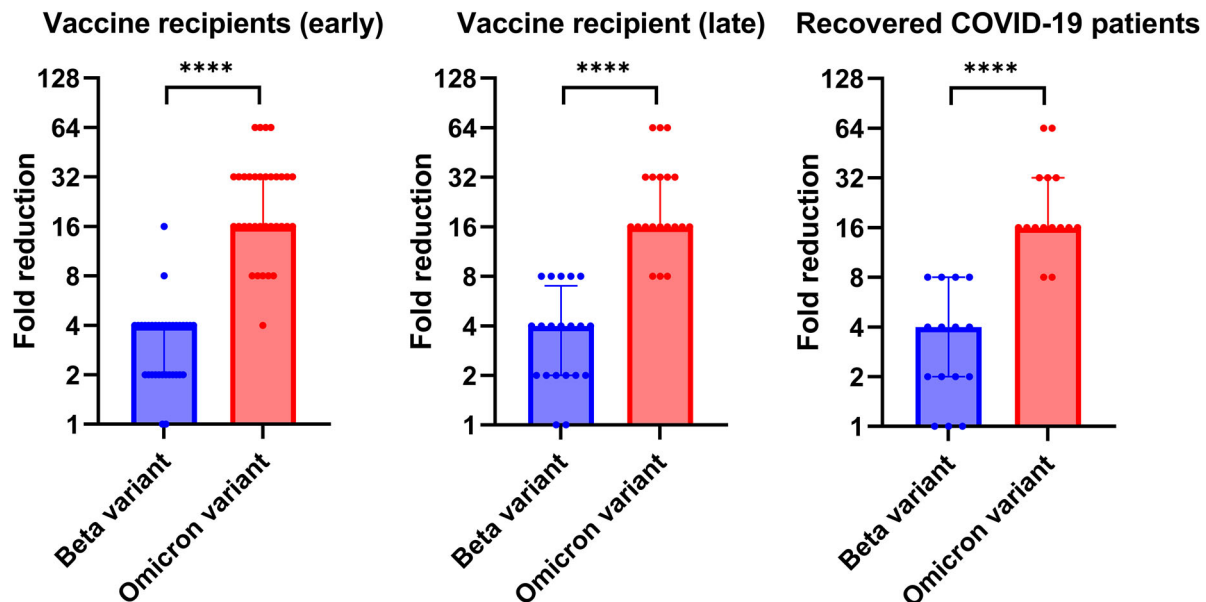 Vaccine recipients (early)
****
Fold reduction
128
64
32
16
8
4
2
1
Beta variant
Omicron variant
Vaccine recipient (late)
****
Fold reduction
128
64
32
16
8
4
2
1
Beta variant
Omicron variant
Recovered COVID-19 patients
****
Fold reduction
128
64
32
16
8
4
2
1
Beta variant
Omicron variant